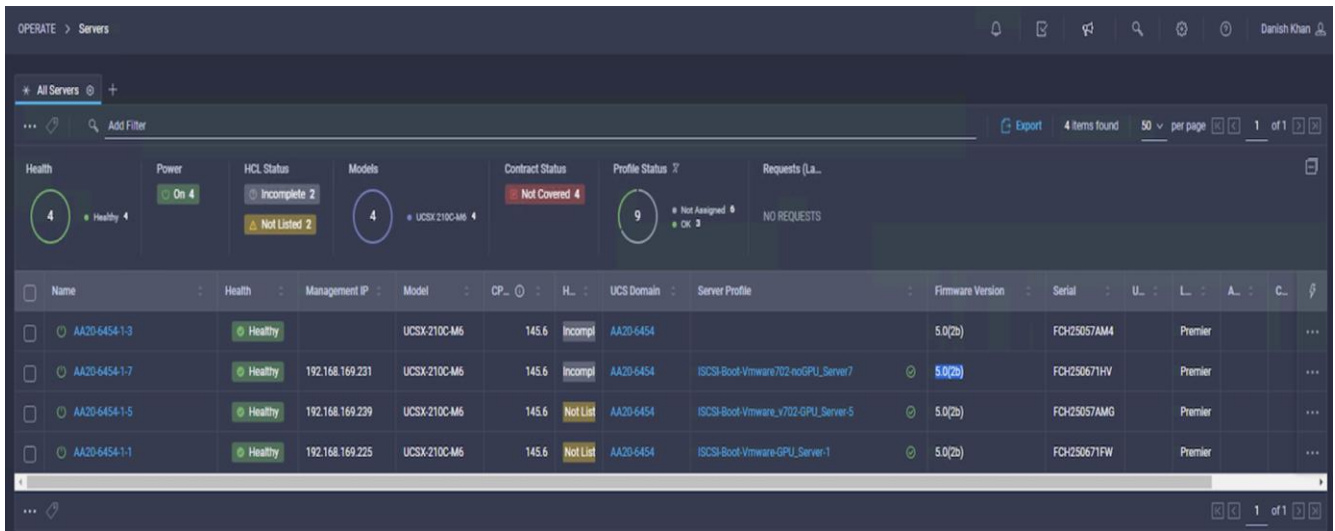 OPERATE > Servers
Danish Khan
All Servers
+
Add Filter
Export 4 items found 50 per page 1 of 1
Health Power HCL Status Models Contract Status Profile Status Requests (La...
4 Healthy 4
On 4
Incomplete 2
Not Listed 2
4 UCSX 210C-M6 4
Not Covered 4
9 Not Assigned 6
OK 3
NO REQUESTS
Name Health Management IP Model CP... H... UCS Domain Server Profile Firmware Version Serial U... L... A... C...
AA20-6454-1-3 Healthy UCSX-210C-M6 145.6 Incompl AA20-6454 5.0(2b) FCH25057AM4 Premier ...
AA20-6454-1-7 Healthy 192.168.169.231 UCSX-210C-M6 145.6 Incompl AA20-6454 ISCSI-Boot-Vmware702-noGPU_Server7 5.0(2b) FCH250671HV Premier ...
AA20-6454-1-5 Healthy 192.168.169.239 UCSX-210C-M6 145.6 Not List AA20-6454 ISCSI-Boot-Vmware_v702-GPU_Server-5 5.0(2b) FCH25057AMG Premier ...
AA20-6454-1-1 Healthy 192.168.169.225 UCSX-210C-M6 145.6 Not List AA20-6454 ISCSI-Boot-Vmware-GPU_Server-1 5.0(2b) FCH250671FW Premier ...
1 of 1